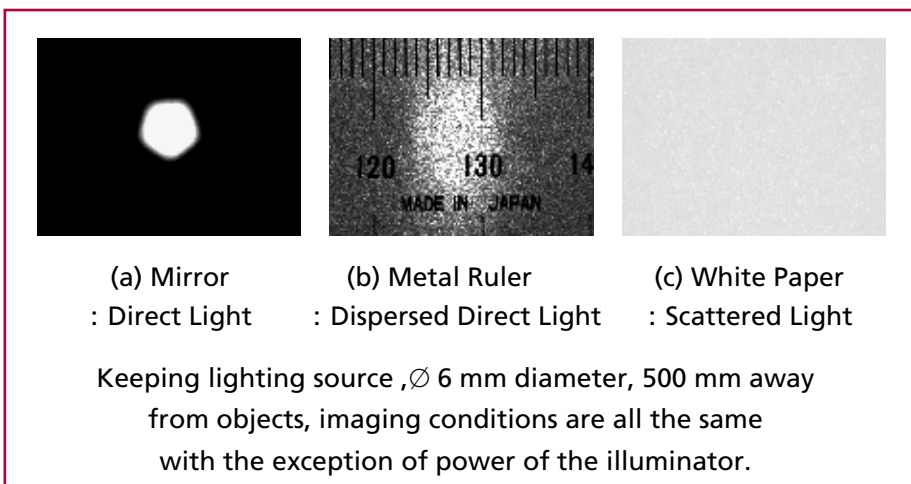 120 130 14
MADE IN JAPAN
(a) Mirror
: Direct Light
(b) Metal Ruler
: Dispersed Direct Light
(c) White Paper
: Scattered Light
Keeping lighting source ,∅ 6 mm diameter, 500 mm away
from objects, imaging conditions are all the same
with the exception of power of the illuminator.